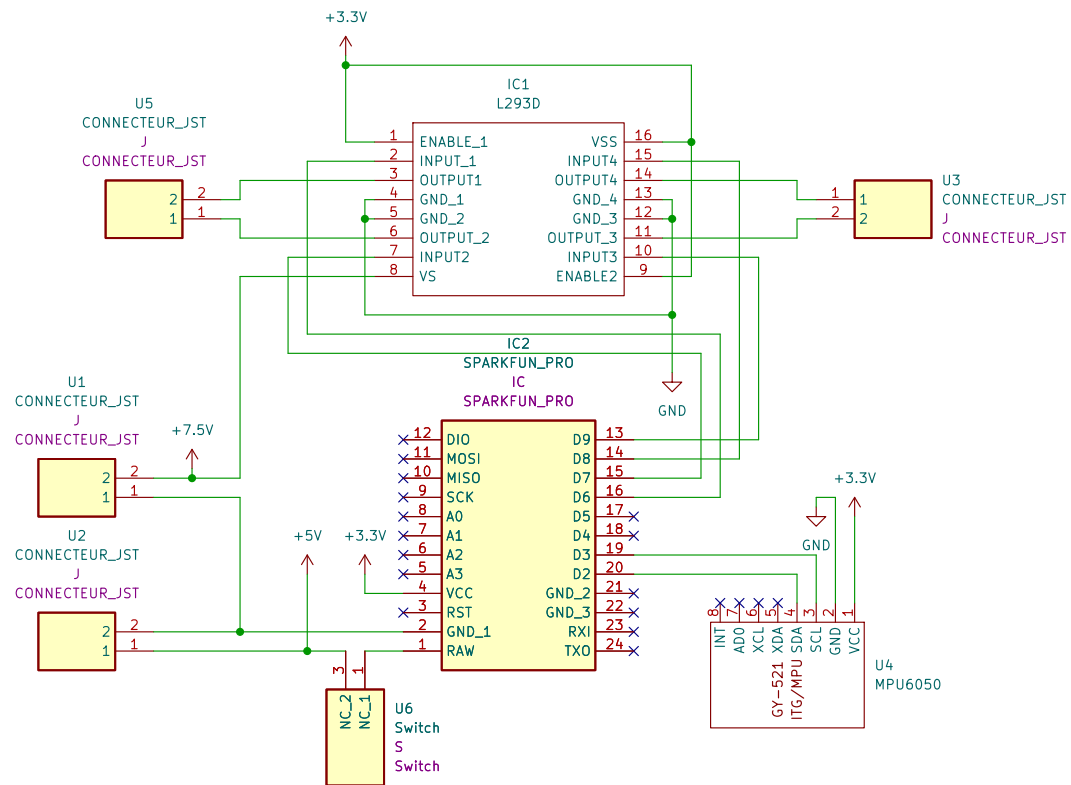 +3.3V
IC1
L293D
U5
CONNECTEUR_JST
J
CONNECTEUR_JST
2 2
1 1
1 ENABLE_1
2 INPUT_1
3 OUTPUT1
4 GND_1
5 GND_2
6 OUTPUT_2
7 INPUT2
8 VS
VSS 16
INPUT4 15
OUTPUT4 14
GND_4 13
GND_3 12
OUTPUT_3 11
INPUT3 10
ENABLE2 9
U3
CONNECTEUR_JST
J
CONNECTEUR_JST
1 1
2 2
GND
U1
CONNECTEUR_JST
J
CONNECTEUR_JST
2 2
1 1
+7.5V
U2
CONNECTEUR_JST
J
CONNECTEUR_JST
2 2
1 1
+5V
+3.3V
IC2
SPARKFUN_PRO
IC
SPARKFUN_PRO
12 DIO
11 MOSI
10 MISO
9 SCK
8 A0
7 A1
6 A2
5 A3
4 VCC
3 RST
2 GND_1
1 RAW
D9 13
D8 14
D7 15
D6 16
D5 17
D4 18
D3 19
D2 20
GND_2 21
GND_3 22
RXI 23
TXO 24
3 NC_2
1 NC_1
U6
Switch
S
Switch
+3.3V
GND
8 INT
7 AD0
6 XCL
5 XDA
4 SDA
3 SCL
2 GND
1 VCC
GY-521
ITG/MPU
U4
MPU6050